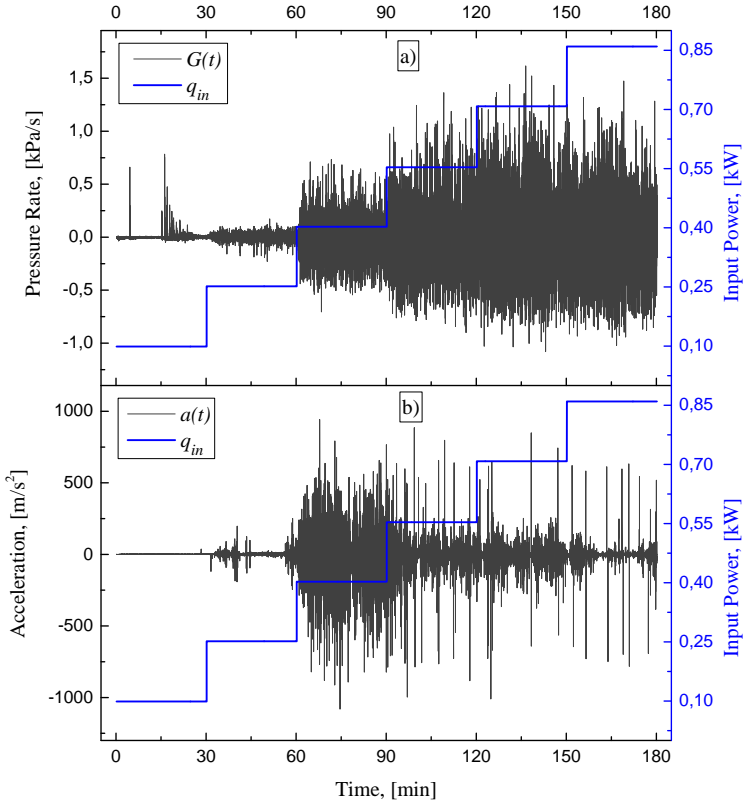 0 30 60 90 120 150 180
G(t)
q_in
a)
1,5
1,0
0,5
0,0
-0,5
-1,0
Pressure Rate, [kPa/s]
0,85
0,70
0,55
0,40
0,25
0,10
Input Power, [kW]
a(t)
q_in
b)
1000
500
0
-500
-1000
Acceleration, [m/s²]
0,85
0,70
0,55
0,40
0,25
0,10
Input Power, [kW]
0 30 60 90 120 150 180
Time, [min]